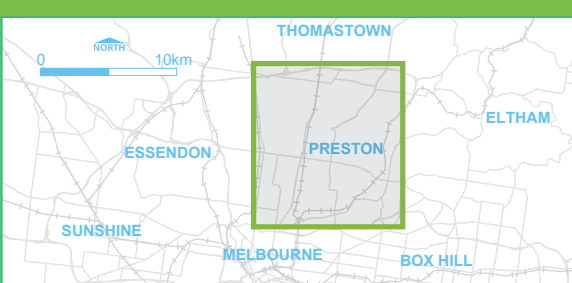 THOMASTOWN
NORTH
0 10km
ELTHAM
ESSENDON
PRESTON
SUNSHINE
MELBOURNE
BOX HILL